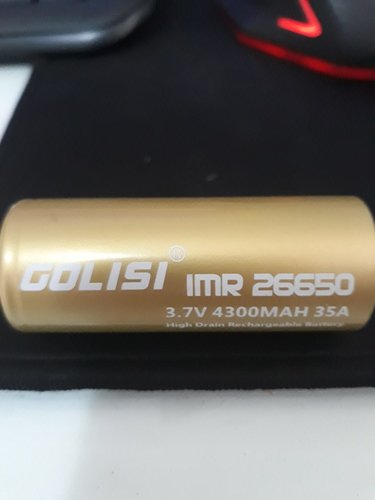 GOLISI®
IMR 26650
3.7V 4300MAH 35A
High Drain Rechargeable Battery